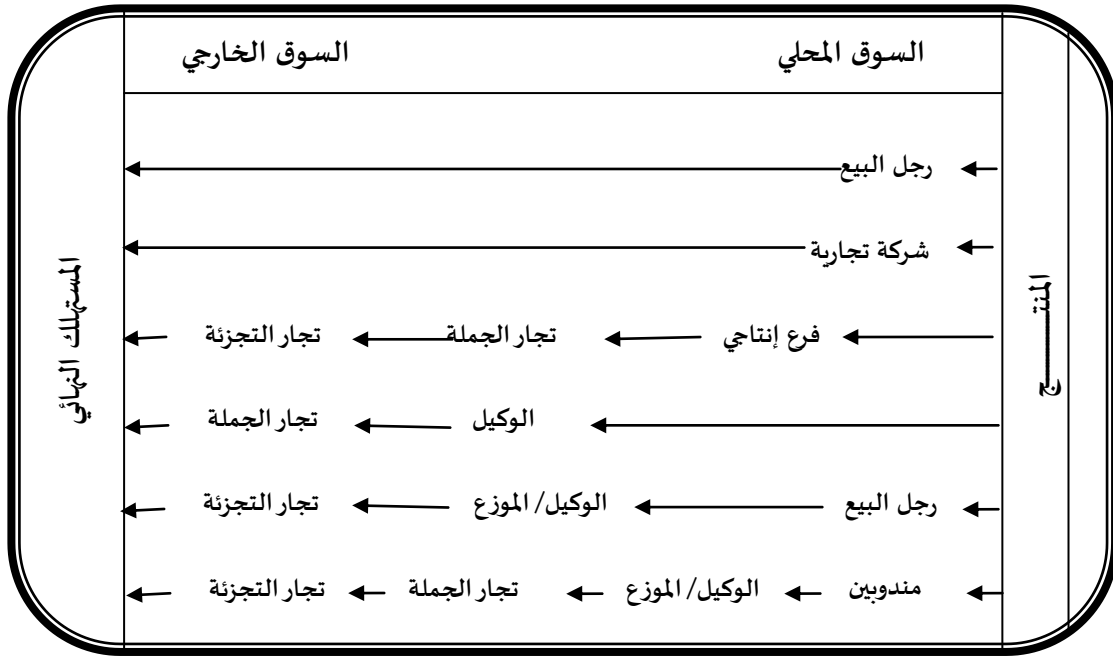 السوق المحلي السوق الخارجي
المنتــــج
رجل البيع
شركة تجارية
فرع إنتاجي تجار الجملة تجار التجزئة
الوكيل تجار الجملة
رجل البيع الوكيل/ الموزع تجار التجزئة
مندوبين الوكيل/ الموزع تجار الجملة تجار التجزئة
المستهلك النهائي